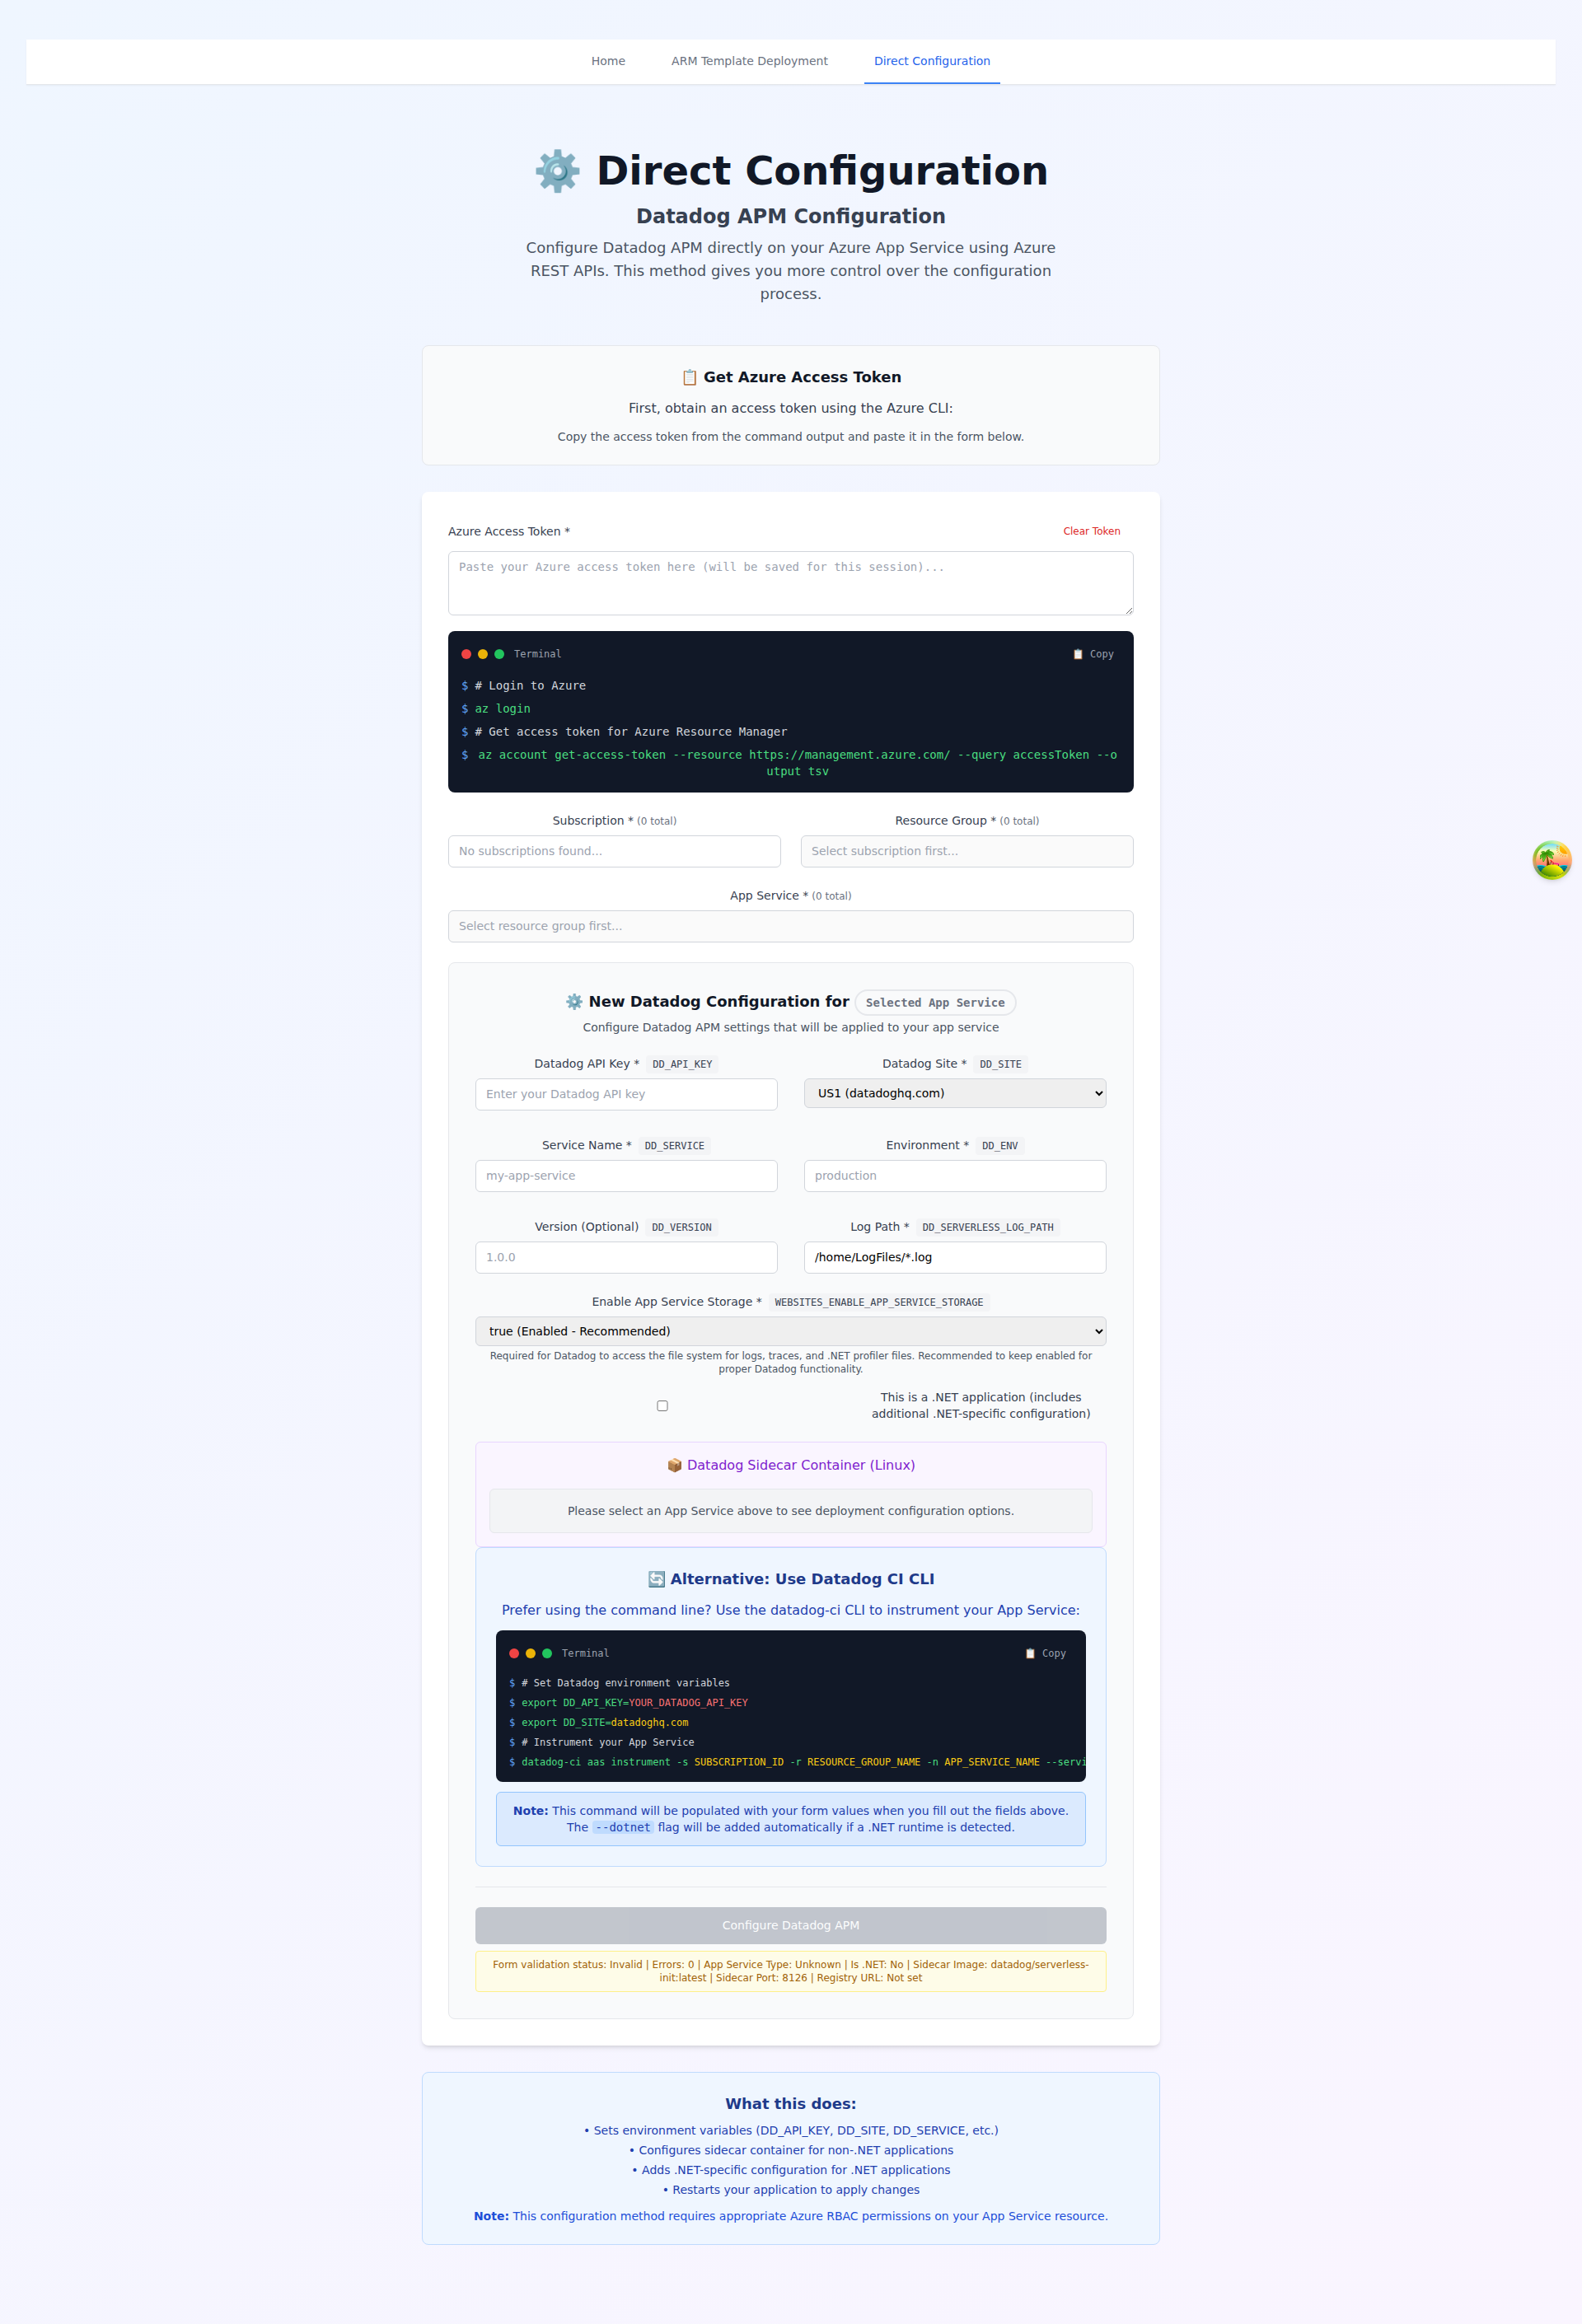 Home
ARM Template Deployment
Direct Configuration
⚙️ Direct Configuration
Datadog APM Configuration
Configure Datadog APM directly on your Azure App Service using Azure
REST APIs. This method gives you more control over the configuration
process.
📋 Get Azure Access Token
First, obtain an access token using the Azure CLI:
Copy the access token from the command output and paste it in the form below.
Azure Access Token *
Clear Token
Paste your Azure access token here (will be saved for this session)...
Terminal
📋 Copy
$ # Login to Azure
$ az login
$ # Get access token for Azure Resource Manager
$ az account get-access-token --resource https://management.azure.com/ --query accessToken --o
utput tsv
Subscription * (0 total)
Resource Group * (0 total)
No subscriptions found...
Select subscription first...
App Service * (0 total)
Select resource group first...
⚙️ New Datadog Configuration for Selected App Service
Configure Datadog APM settings that will be applied to your app service
Datadog API Key * DD_API_KEY
Datadog Site * DD_SITE
Enter your Datadog API key
US1 (datadoghq.com)
Service Name * DD_SERVICE
Environment * DD_ENV
my-app-service
production
Version (Optional) DD_VERSION
Log Path * DD_SERVERLESS_LOG_PATH
1.0.0
/home/LogFiles/*.log
Enable App Service Storage * WEBSITES_ENABLE_APP_SERVICE_STORAGE
true (Enabled - Recommended)
Required for Datadog to access the file system for logs, traces, and .NET profiler files. Recommended to keep enabled for
proper Datadog functionality.
This is a .NET application (includes
additional .NET-specific configuration)
📦 Datadog Sidecar Container (Linux)
Please select an App Service above to see deployment configuration options.
🔄 Alternative: Use Datadog CI CLI
Prefer using the command line? Use the datadog-ci CLI to instrument your App Service:
Terminal
📋 Copy
$ # Set Datadog environment variables
$ export DD_API_KEY=YOUR_DATADOG_API_KEY
$ export DD_SITE=datadoghq.com
$ # Instrument your App Service
$ datadog-ci aas instrument -s SUBSCRIPTION_ID -r RESOURCE_GROUP_NAME -n APP_SERVICE_NAME --servi
Note: This command will be populated with your form values when you fill out the fields above.
The --dotnet flag will be added automatically if a .NET runtime is detected.
Configure Datadog APM
Form validation status: Invalid | Errors: 0 | App Service Type: Unknown | Is .NET: No | Sidecar Image: datadog/serverless-
init:latest | Sidecar Port: 8126 | Registry URL: Not set
What this does:
• Sets environment variables (DD_API_KEY, DD_SITE, DD_SERVICE, etc.)
• Configures sidecar container for non-.NET applications
• Adds .NET-specific configuration for .NET applications
• Restarts your application to apply changes
Note: This configuration method requires appropriate Azure RBAC permissions on your App Service resource.